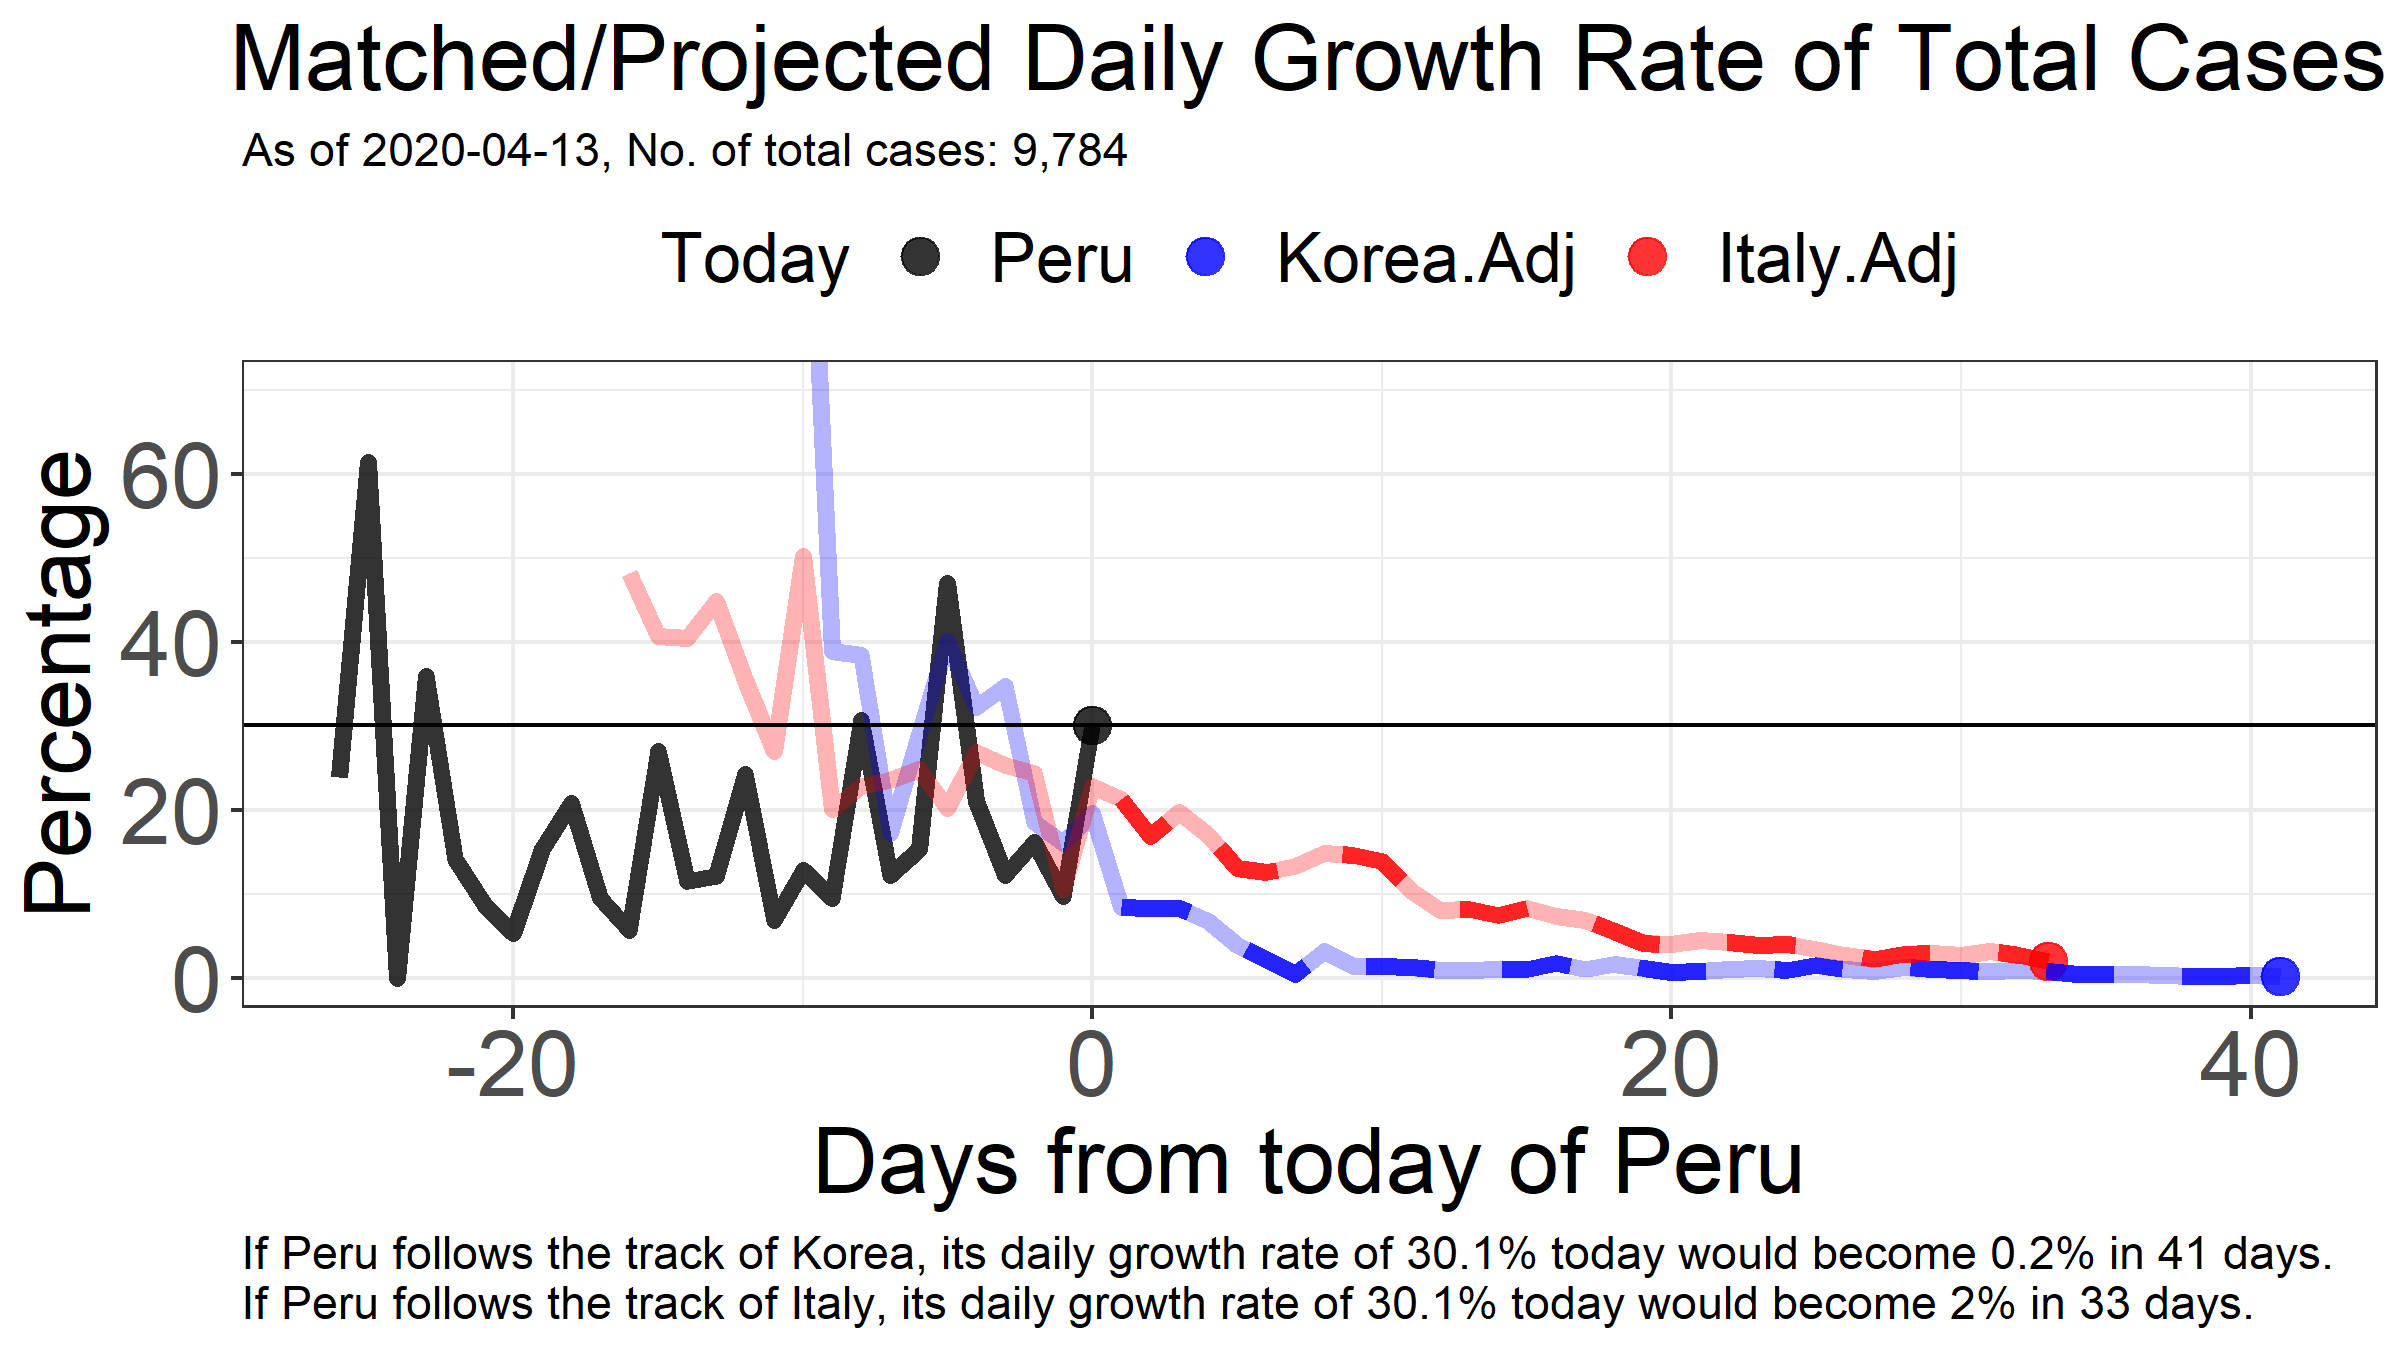 Matched/Projected Daily Growth Rate of Total Cases
As of 2020-04-13, No. of total cases: 9,784
Today Peru Korea.Adj Italy.Adj
Percentage
60
40
20
0
-20 0 20 40
Days from today of Peru
If Peru follows the track of Korea, its daily growth rate of 30.1% today would become 0.2% in 41 days.
If Peru follows the track of Italy, its daily growth rate of 30.1% today would become 2% in 33 days.